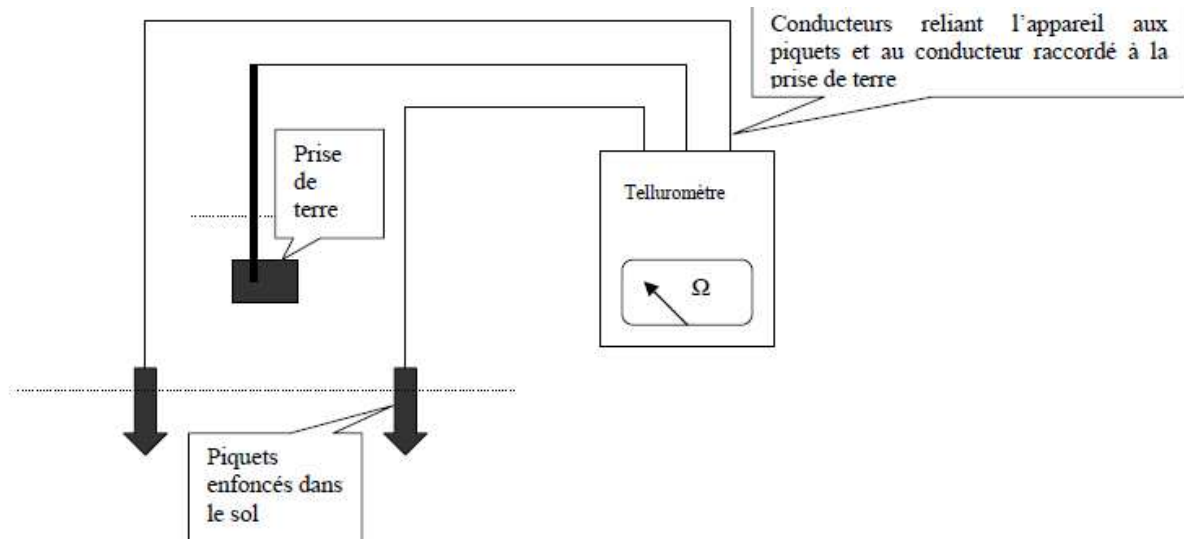 Conducteurs reliant l'appareil aux
piquets et au conducteur raccordé à la
prise de terre
Prise
de
terre
Telluromètre
Ω
Piquets
enfoncés dans
le sol